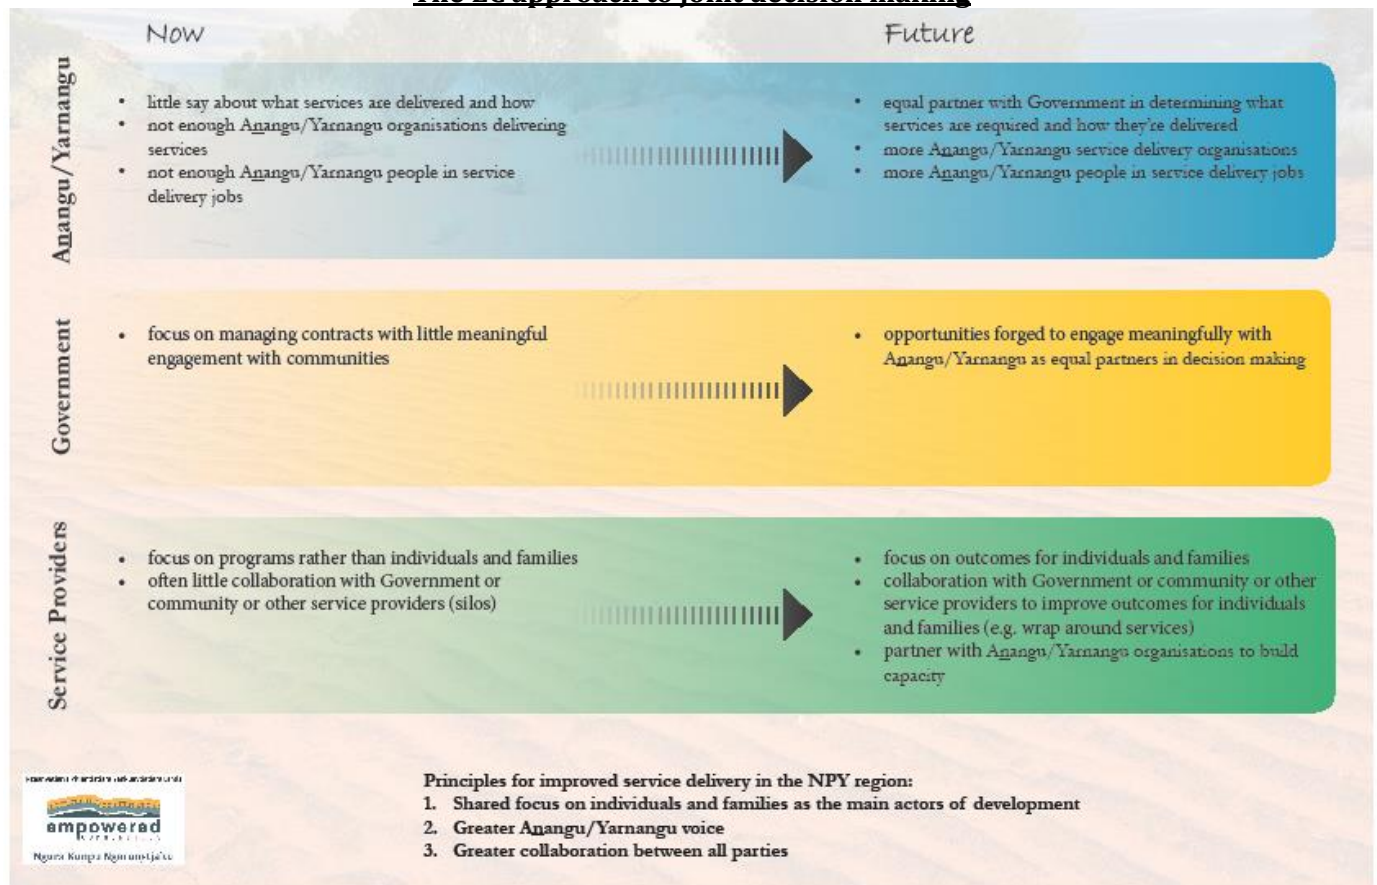 The EC approach to joint decision making
Now
Future
Anangu/Yarnangu
• little say about what services are delivered and how
• not enough Anangu/Yarnangu organisations delivering
services
• not enough Anangu/Yarnangu people in service
delivery jobs
• equal partner with Government in determining what
services are required and how they're delivered
• more Anangu/Yarnangu service delivery organisations
• more Anangu/Yarnangu people in service delivery jobs
Government
• focus on managing contracts with little meaningful
engagement with communities
• opportunities forged to engage meaningfully with
Anangu/Yarnangu as equal partners in decision making
Service Providers
• focus on programs rather than individuals and families
• often little collaboration with Government or
community or other service providers (silos)
• focus on outcomes for individuals and families
• collaboration with Government or community or other
service providers to improve outcomes for individuals
and families (e.g. wrap around services)
• partner with Anangu/Yarnangu organisations to build
capacity
empowered
Principles for improved service delivery in the NPY region:
1. Shared focus on individuals and families as the main actors of development
2. Greater Anangu/Yarnangu voice
3. Greater collaboration between all parties